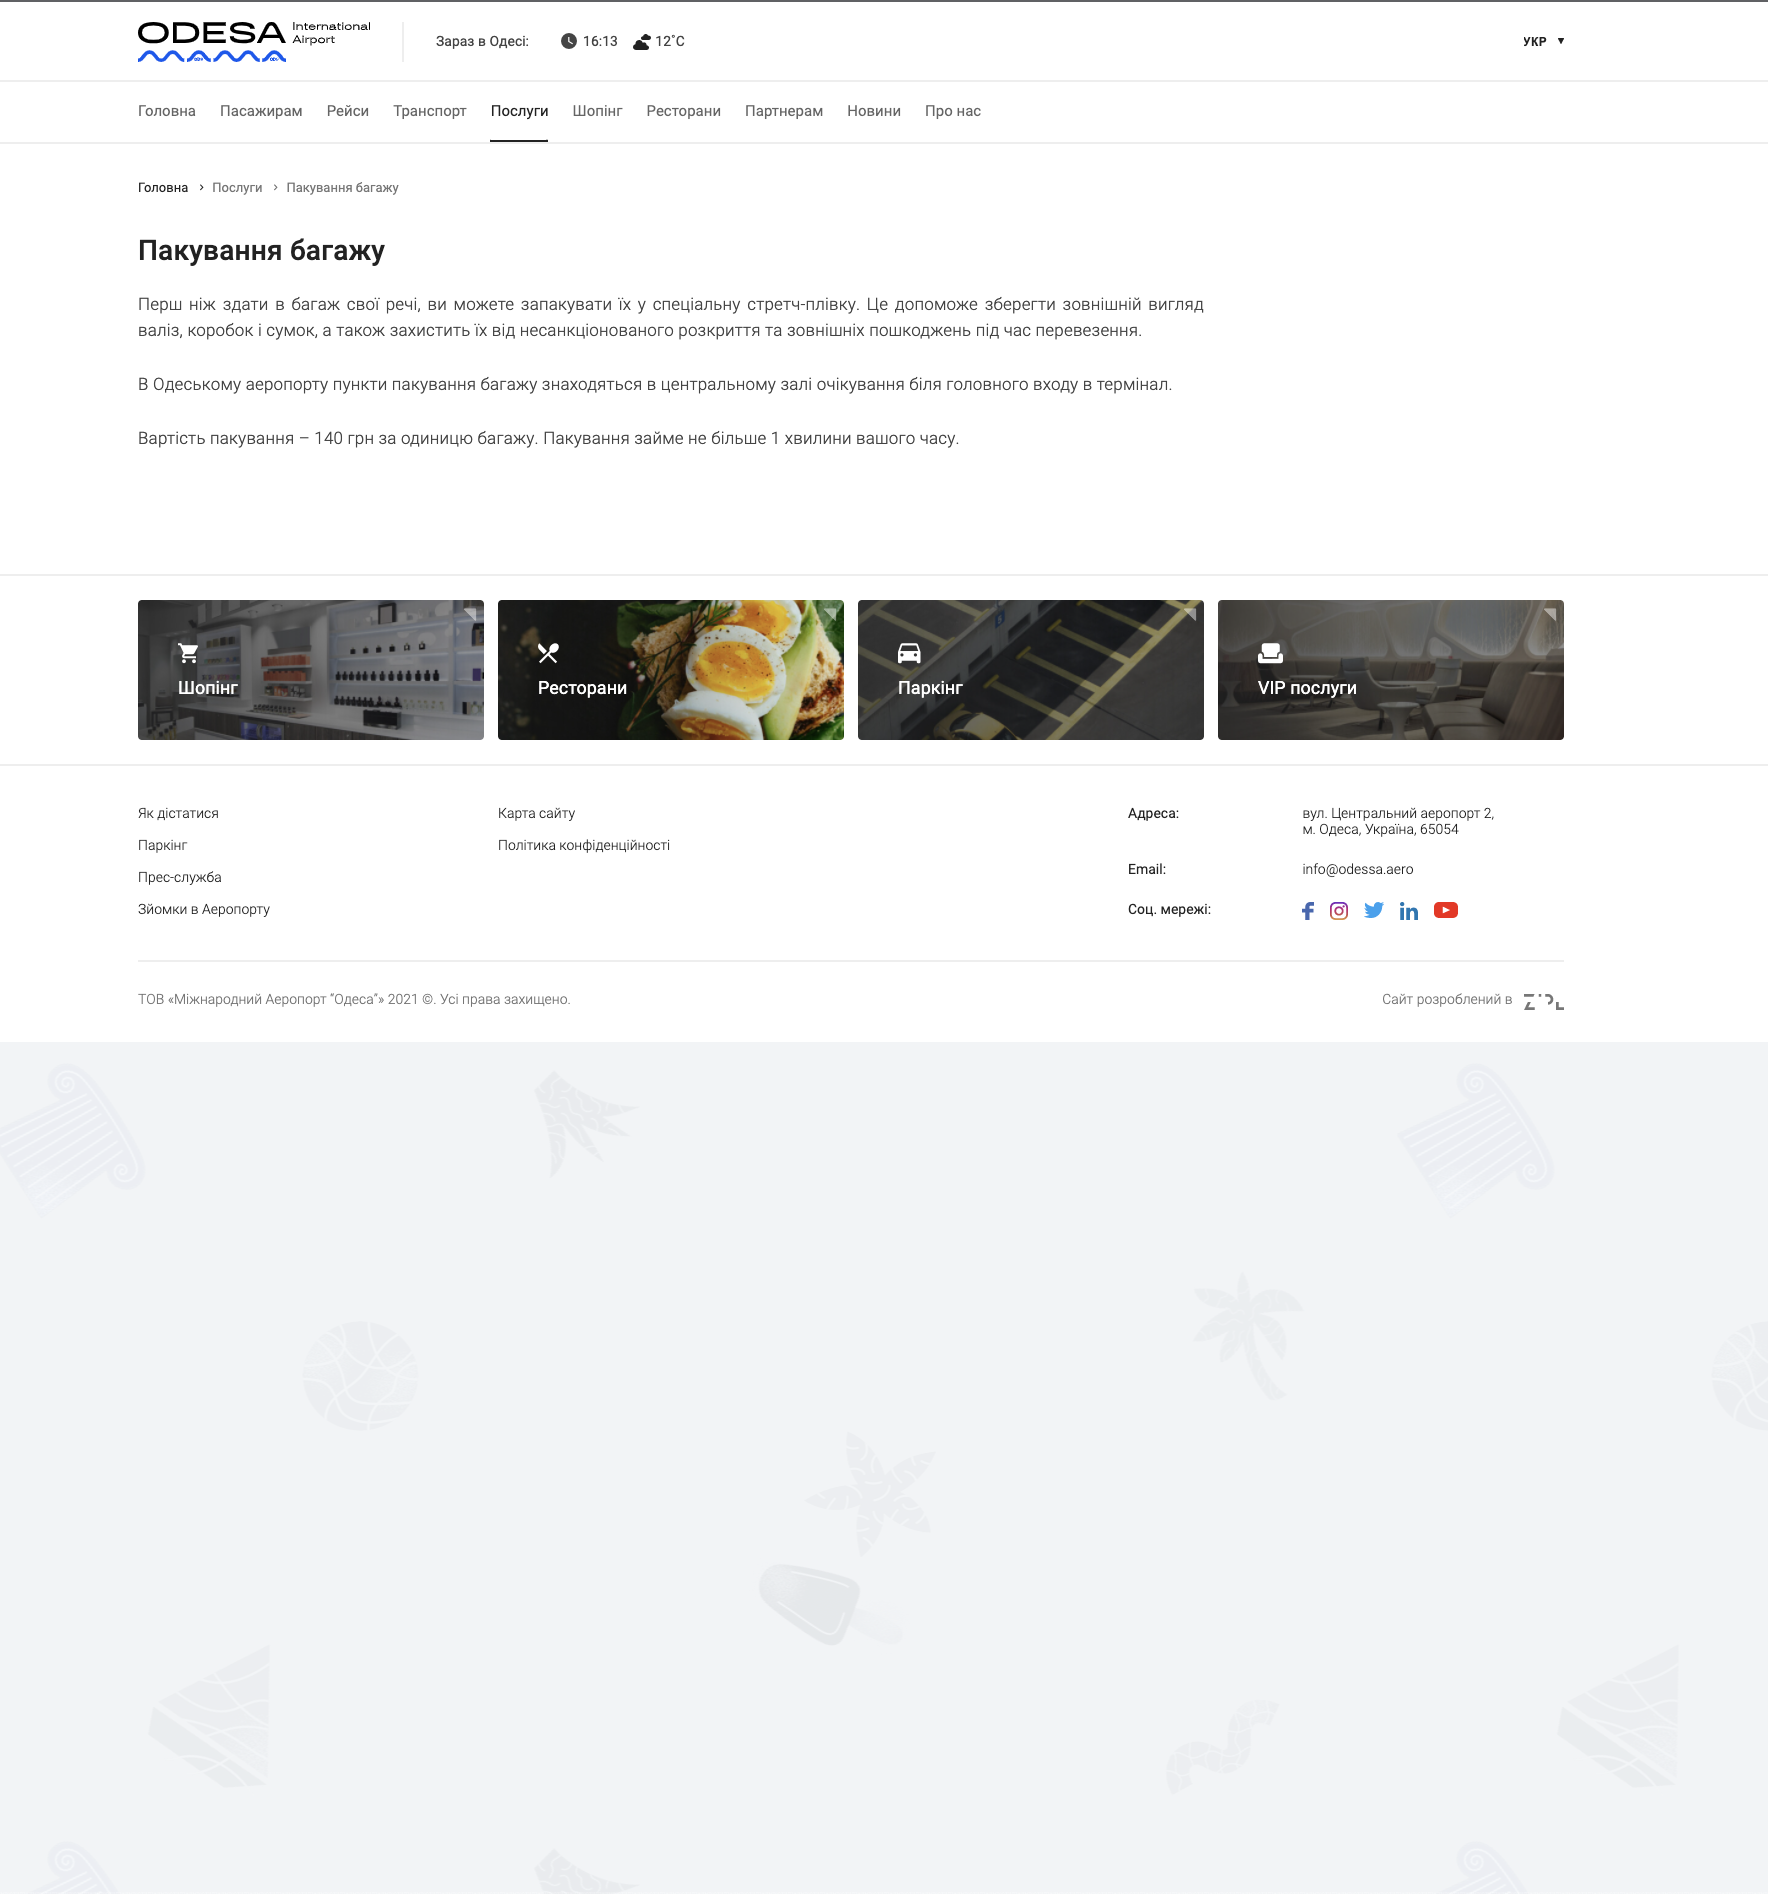 ODESA International
Airport
Зараз в Одесі: 16:13 12˚C
УКР
Головна Пасажирам Рейси Транспорт Послуги Шопінг Ресторани Партнерам Новини Про нас
Головна › Послуги › Пакування багажу
Пакування багажу
Перш ніж здати в багаж свої речі, ви можете запакувати їх у спеціальну стретч-плівку. Це допоможе зберегти зовнішній вигляд
валіз, коробок і сумок, а також захистить їх від несанкціонованого розкриття та зовнішніх пошкоджень під час перевезення.
В Одеському аеропорту пункти пакування багажу знаходяться в центральному залі очікування біля головного входу в термінал.
Вартість пакування – 140 грн за одиницю багажу. Пакування займе не більше 1 хвилини вашого часу.
Шопінг
Ресторани
Паркінг
VIP послуги
Як дістатися
Паркінг
Прес-служба
Зйомки в Аеропорту
Карта сайту
Політика конфіденційності
Адреса: вул. Центральний аеропорт 2,
м. Одеса, Україна, 65054
Email: info@odessa.aero
Соц. мережі:
ТОВ «Міжнародний Аеропорт “Одеса”» 2021 ©. Усі права захищено.
Сайт розроблений в